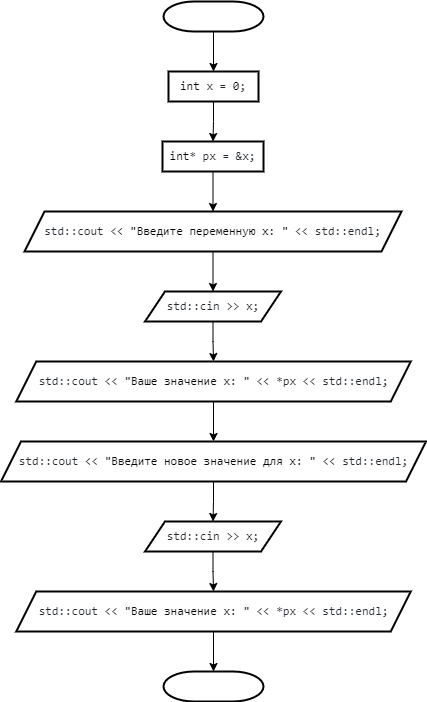 int x = 0;
int* px = &x;
std::cout << "Введите переменную x: " << std::endl;
std::cin >> x;
std::cout << "Ваше значение x: " << *px << std::endl;
std::cout << "Введите новое значение для x: " << std::endl;
std::cin >> x;
std::cout << "Ваше значение x: " << *px << std::endl;